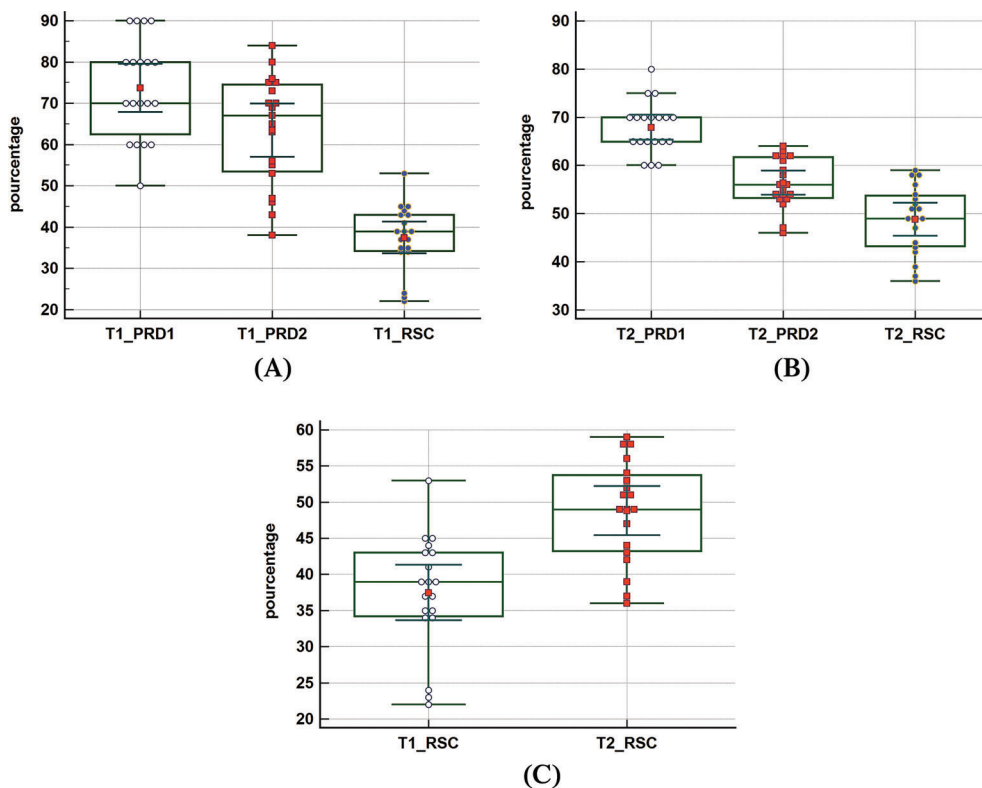 pourcentage
90
80
70
60
50
40
30
20
T1_PRD1 T1_PRD2 T1_RSC
(A)
pourcentage
90
80
70
60
50
40
30
T2_PRD1 T2_PRD2 T2_RSC
(B)
pourcentage
60
55
50
45
40
35
30
25
20
T1_RSC T2_RSC
(C)